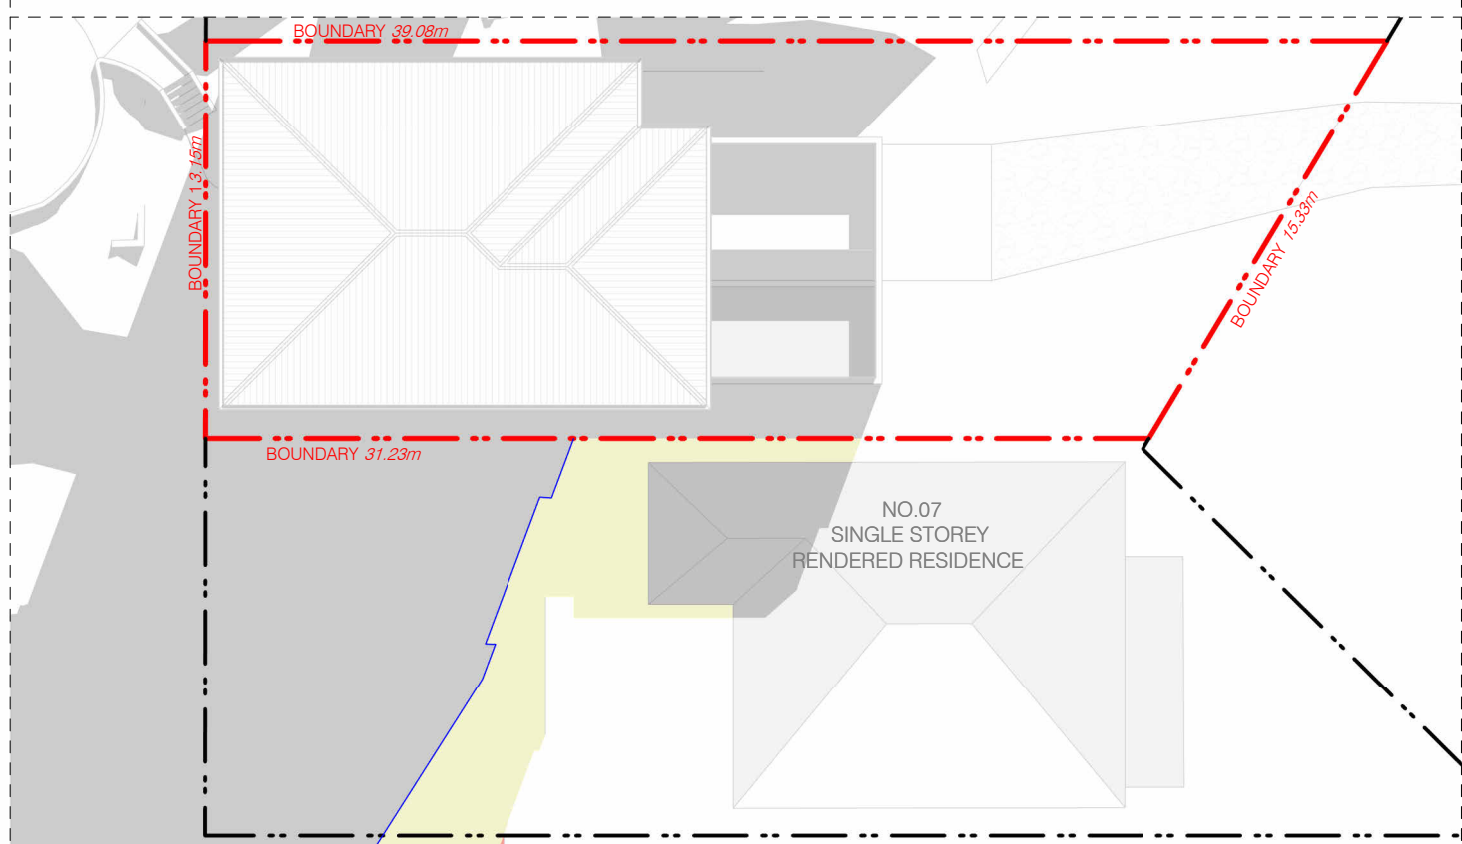 BOUNDARY 39.08m
BOUNDARY 13.15m
BOUNDARY 15.33m
BOUNDARY 31.23m
NO.07
SINGLE STOREY
RENDERED RESIDENCE